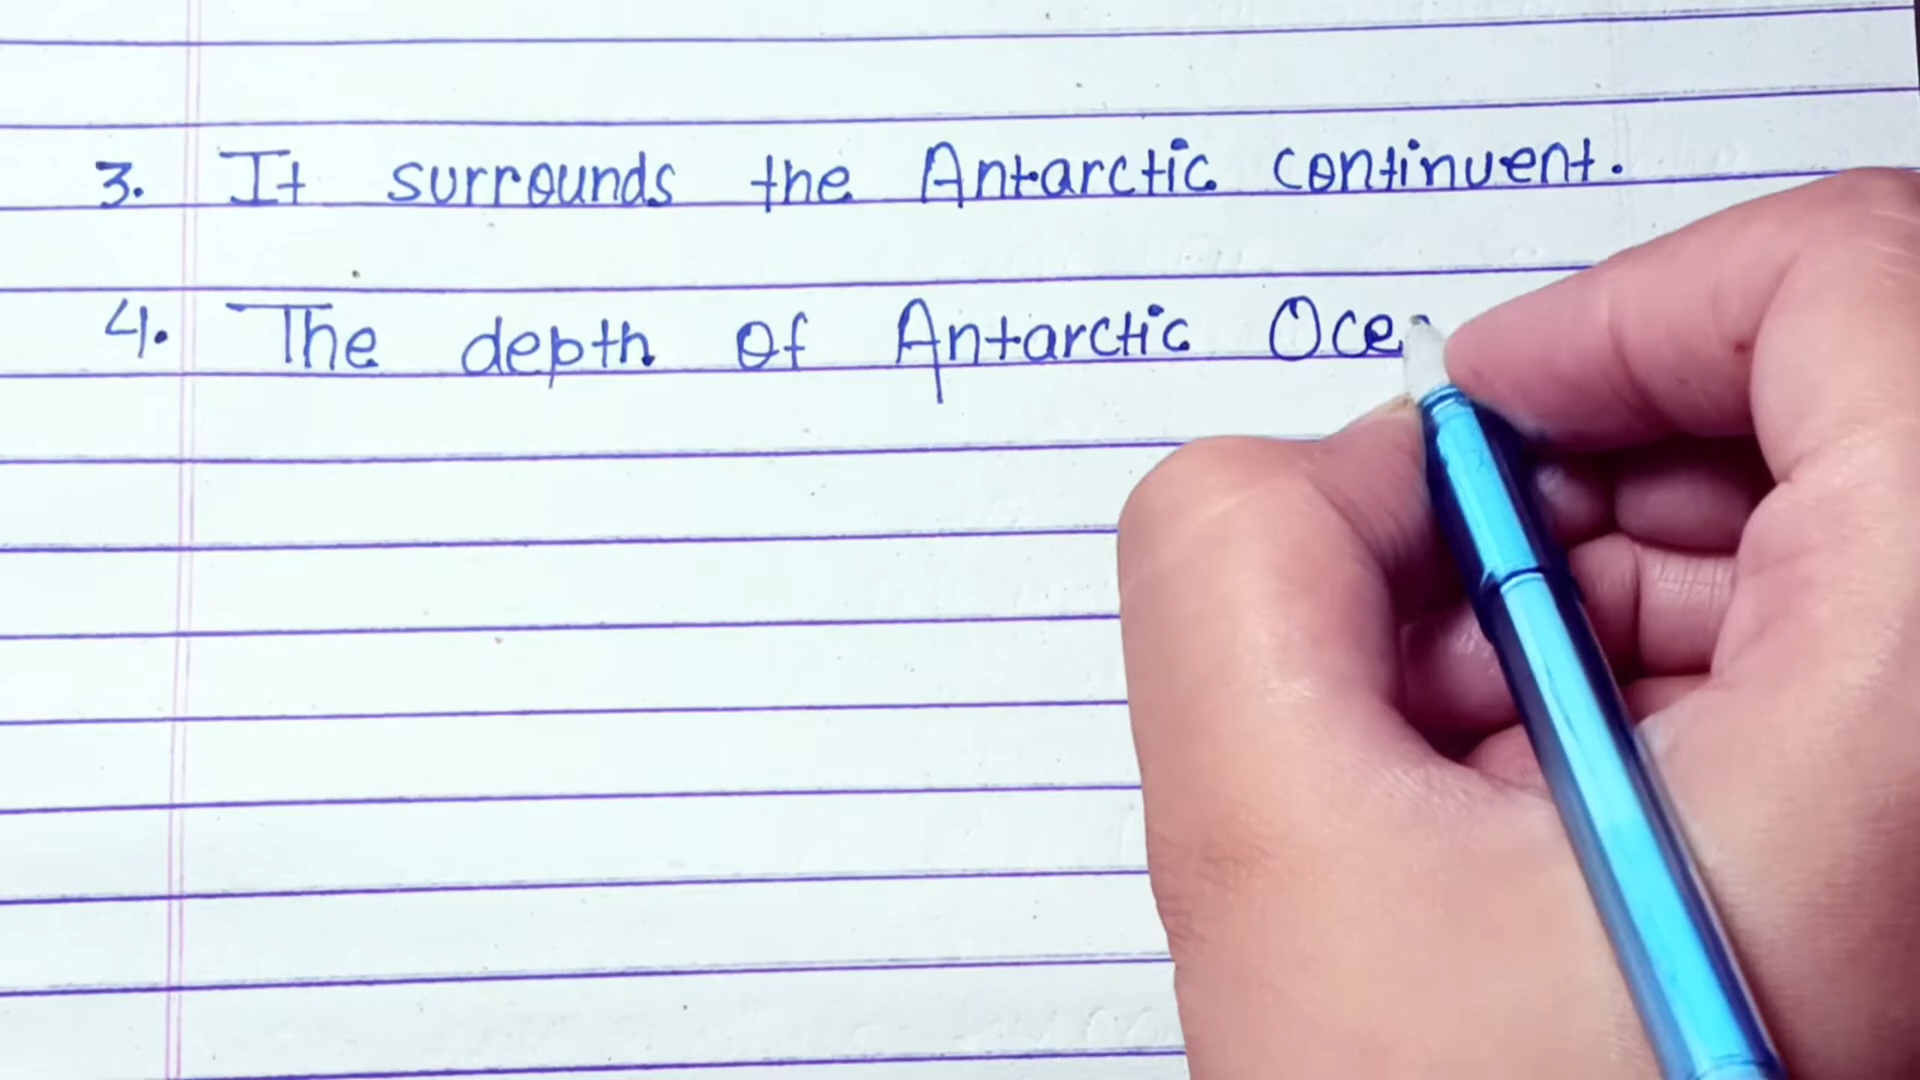 3. It surrounds the Antarctic continuent.
4. The depth of Antarctic Oce